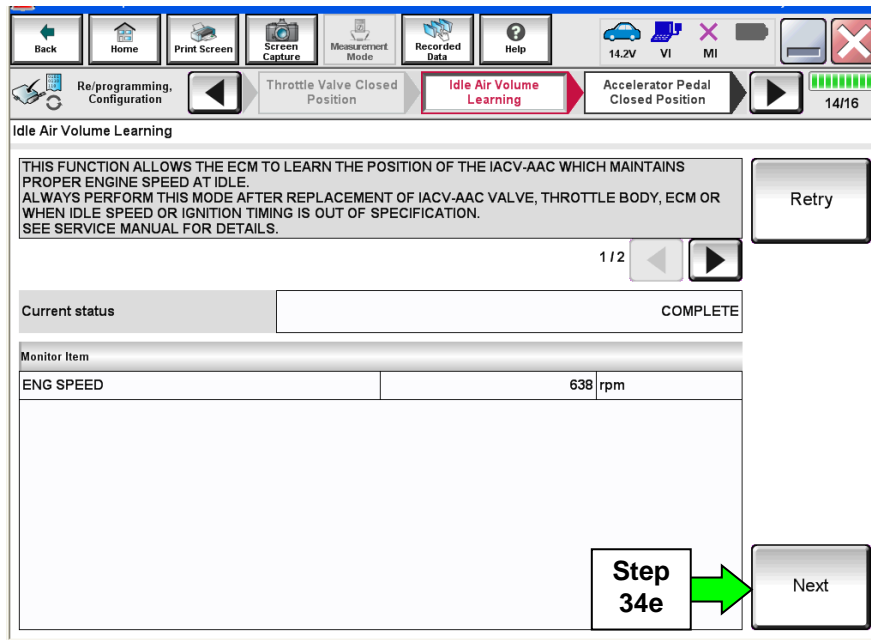 Back
Home
Print Screen
Screen
Capture
Measurement
Mode
Recorded
Data
Help
14.2V
VI
MI
Re/programming,
Configuration
Throttle Valve Closed
Position
Idle Air Volume
Learning
Accelerator Pedal
Closed Position
14/16
Idle Air Volume Learning
THIS FUNCTION ALLOWS THE ECM TO LEARN THE POSITION OF THE IACV-AAC WHICH MAINTAINS
PROPER ENGINE SPEED AT IDLE.
ALWAYS PERFORM THIS MODE AFTER REPLACEMENT OF IACV-AAC VALVE, THROTTLE BODY, ECM OR
WHEN IDLE SPEED OR IGNITION TIMING IS OUT OF SPECIFICATION.
SEE SERVICE MANUAL FOR DETAILS.
Retry
1/2
Current status
COMPLETE
Monitor Item
ENG SPEED 638 rpm
Step
34e
Next